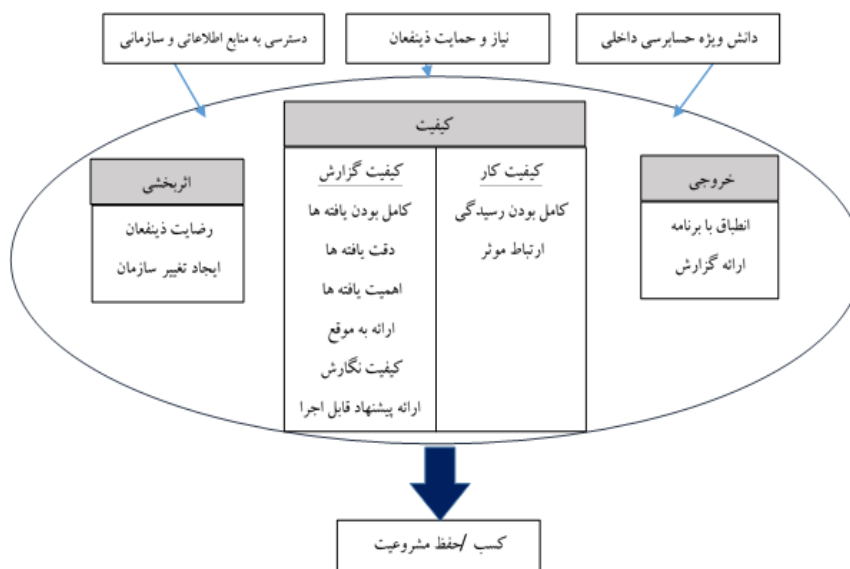 دانش ویژه حسابرسی داخلی
نیاز و حمایت ذینفعان
دسترسی به منابع اطلاعاتی و سازمانی
کیفیت
خروجی
انطباق با برنامه
ارائه گزارش
کیفیت کار
کامل بودن رسیدگی
ارتباط موثر
کیفیت گزارش
کامل بودن یافته ها
دقت یافته ها
اهمیت یافته ها
ارائه به موقع
کیفیت نگارش
ارائه پیشنهاد قابل اجرا
اثربخشی
رضایت ذینفعان
ایجاد تغییر سازمان
کسب /حفظ مشروعیت